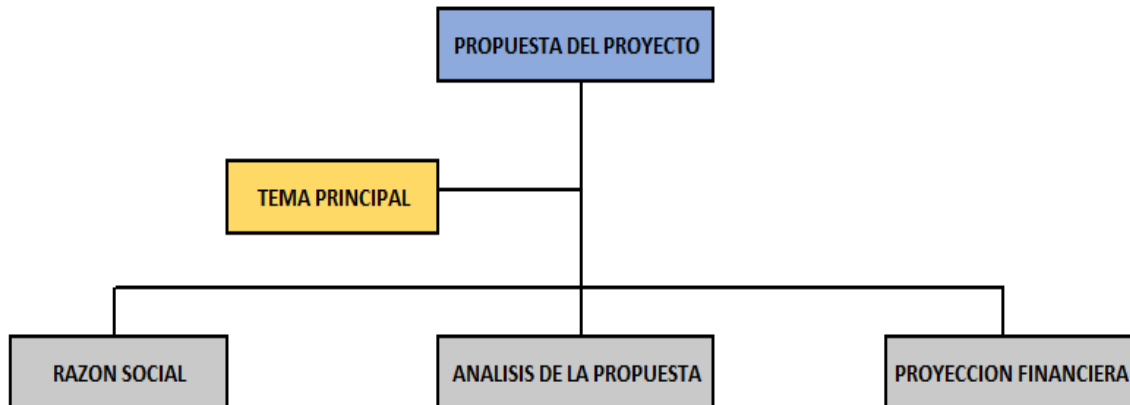 PROPUESTA DEL PROYECTO
TEMA PRINCIPAL
RAZON SOCIAL
ANALISIS DE LA PROPUESTA
PROYECCION FINANCIERA